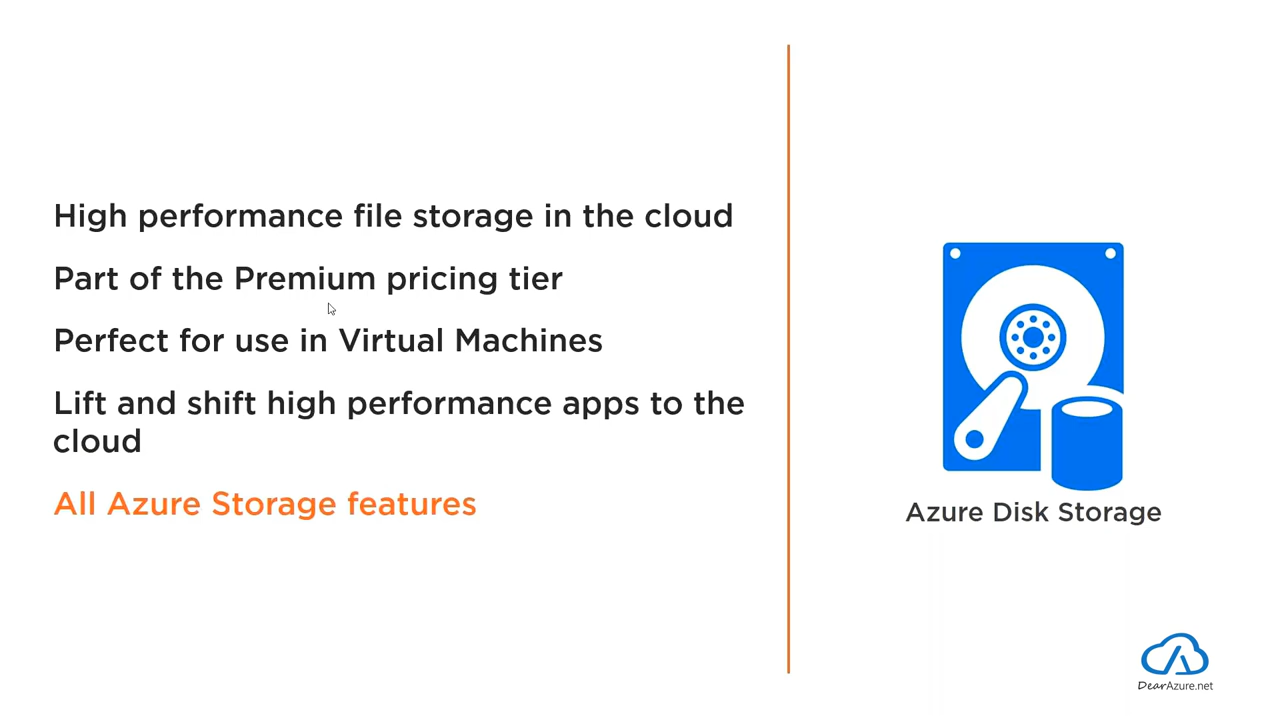 High performance file storage in the cloud
Part of the Premium pricing tier
Perfect for use in Virtual Machines
Lift and shift high performance apps to the
cloud
All Azure Storage features
Azure Disk Storage
DearAzure.net